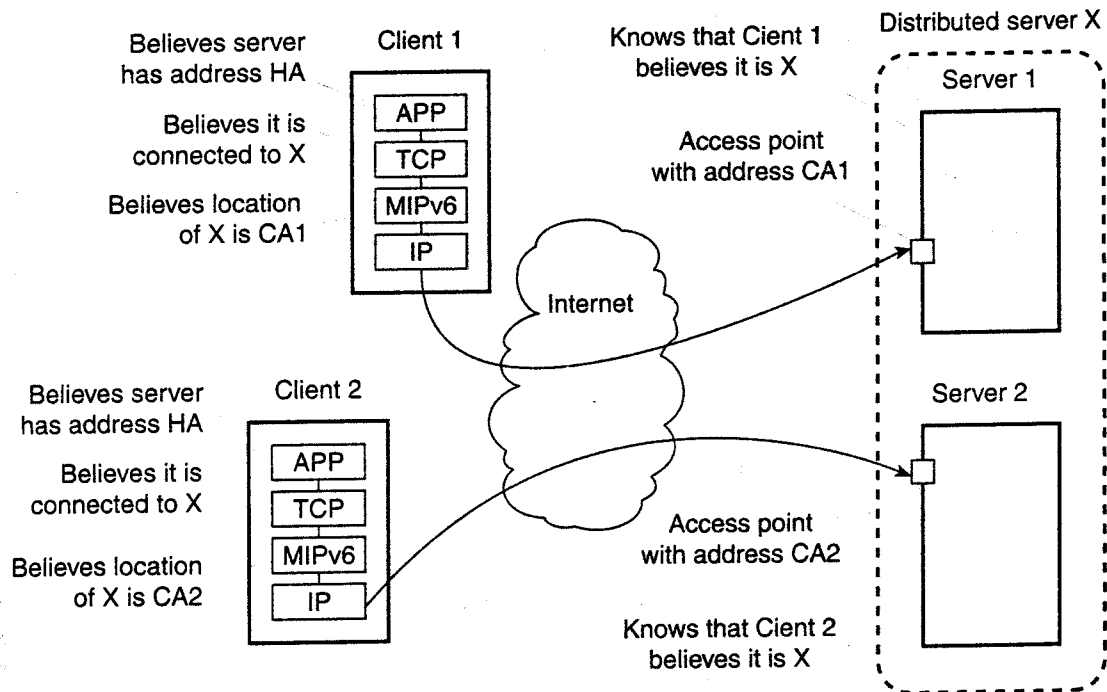 Distributed server X
Believes server
has address HA
Client 1
Knows that Cient 1
believes it is X
Server 1
APP
Believes it is
connected to X
TCP
Access point
with address CA1
Believes location
of X is CA1
MIPv6
IP
Internet
Believes server
has address HA
Client 2
Server 2
APP
Believes it is
connected to X
TCP
Access point
with address CA2
MIPv6
Believes location
of X is CA2
IP
Knows that Cient 2
believes it is X